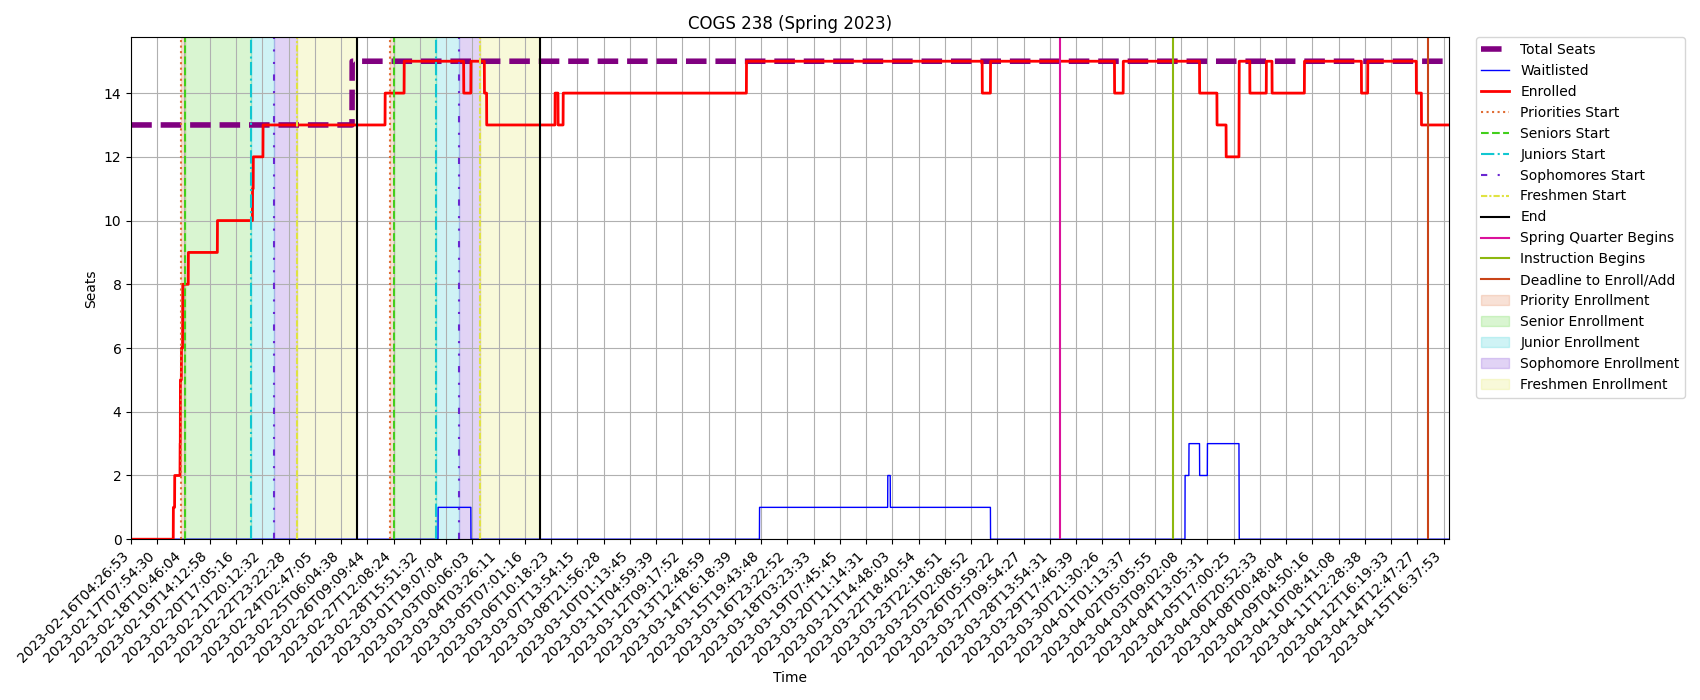 COGS 238 (Spring 2023)
Seats
14
12
10
8
6
4
2
0
2023-02-16T04:26:53
2023-02-17T07:54:30
2023-02-18T10:46:04
2023-02-19T14:12:58
2023-02-20T17:05:16
2023-02-21T20:12:32
2023-02-22T23:22:28
2023-02-24T02:47:05
2023-02-25T06:04:38
2023-02-26T09:09:44
2023-02-27T12:08:24
2023-02-28T15:51:32
2023-03-01T19:07:04
2023-03-03T00:06:03
2023-03-04T03:26:11
2023-03-05T07:01:16
2023-03-06T10:18:23
2023-03-07T13:54:15
2023-03-08T21:56:28
2023-03-10T01:13:45
2023-03-11T04:59:39
2023-03-12T09:17:52
2023-03-13T12:48:59
2023-03-14T16:18:39
2023-03-15T19:43:48
2023-03-16T23:22:52
2023-03-18T03:23:33
2023-03-19T07:45:45
2023-03-20T11:14:31
2023-03-21T14:48:03
2023-03-22T18:40:54
2023-03-23T22:18:51
2023-03-25T02:08:52
2023-03-26T05:59:22
2023-03-27T09:54:27
2023-03-28T13:54:31
2023-03-29T17:46:39
2023-03-30T21:30:26
2023-04-01T01:13:37
2023-04-02T05:05:55
2023-04-03T09:02:08
2023-04-04T13:05:31
2023-04-05T17:00:25
2023-04-06T20:52:33
2023-04-08T00:48:04
2023-04-09T04:50:16
2023-04-10T08:41:08
2023-04-11T12:28:38
2023-04-12T16:19:33
2023-04-14T12:47:27
2023-04-15T16:37:53
Time
Total Seats
Waitlisted
Enrolled
Priorities Start
Seniors Start
Juniors Start
Sophomores Start
Freshmen Start
End
Spring Quarter Begins
Instruction Begins
Deadline to Enroll/Add
Priority Enrollment
Senior Enrollment
Junior Enrollment
Sophomore Enrollment
Freshmen Enrollment